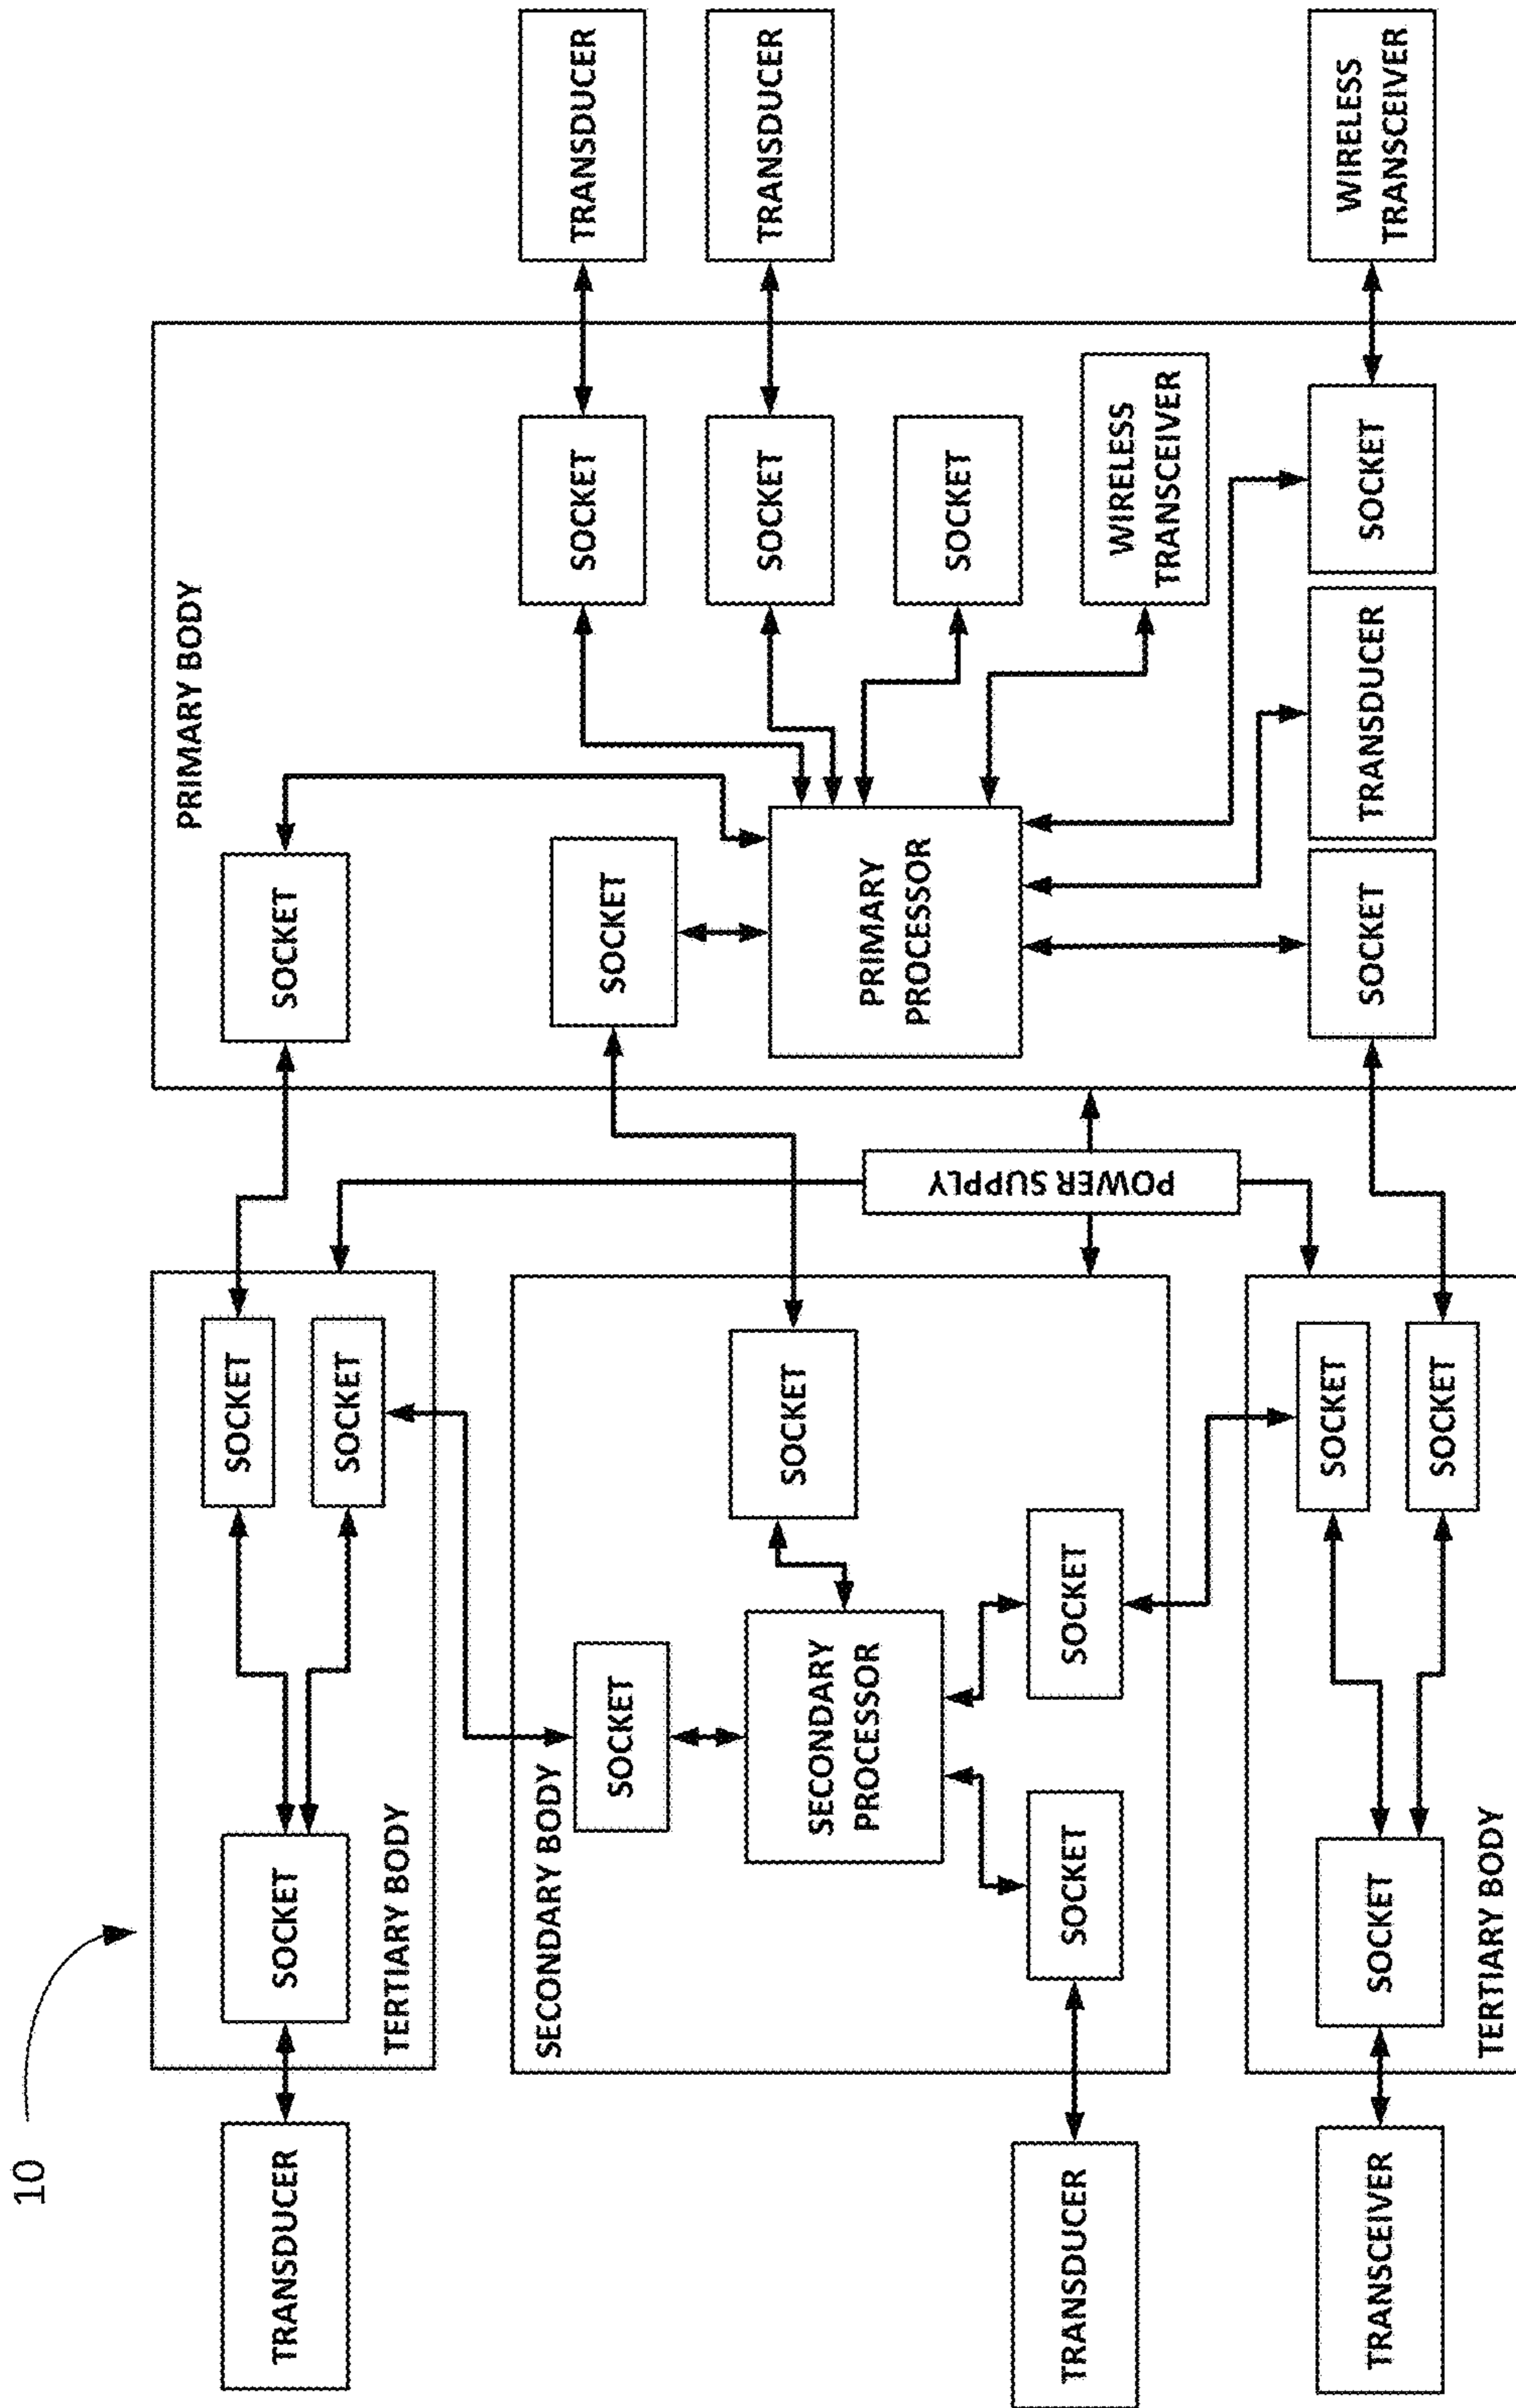 10
TRANSDUCER
SOCKET
SOCKET
SOCKET
TERTIARY BODY
PRIMARY BODY
SOCKET
SOCKET
SOCKET
TRANSDUCER
SOCKET
TRANSDUCER
SOCKET
WIRELESS
TRANSCEIVER
PRIMARY
PROCESSOR
SOCKET
TRANSDUCER
SOCKET
WIRELESS
TRANSCEIVER
POWER SUPPLY
SECONDARY BODY
SOCKET
SOCKET
SECONDARY
PROCESSOR
TRANSDUCER
SOCKET
SOCKET
TRANSCEIVER
SOCKET
SOCKET
SOCKET
TERTIARY BODY